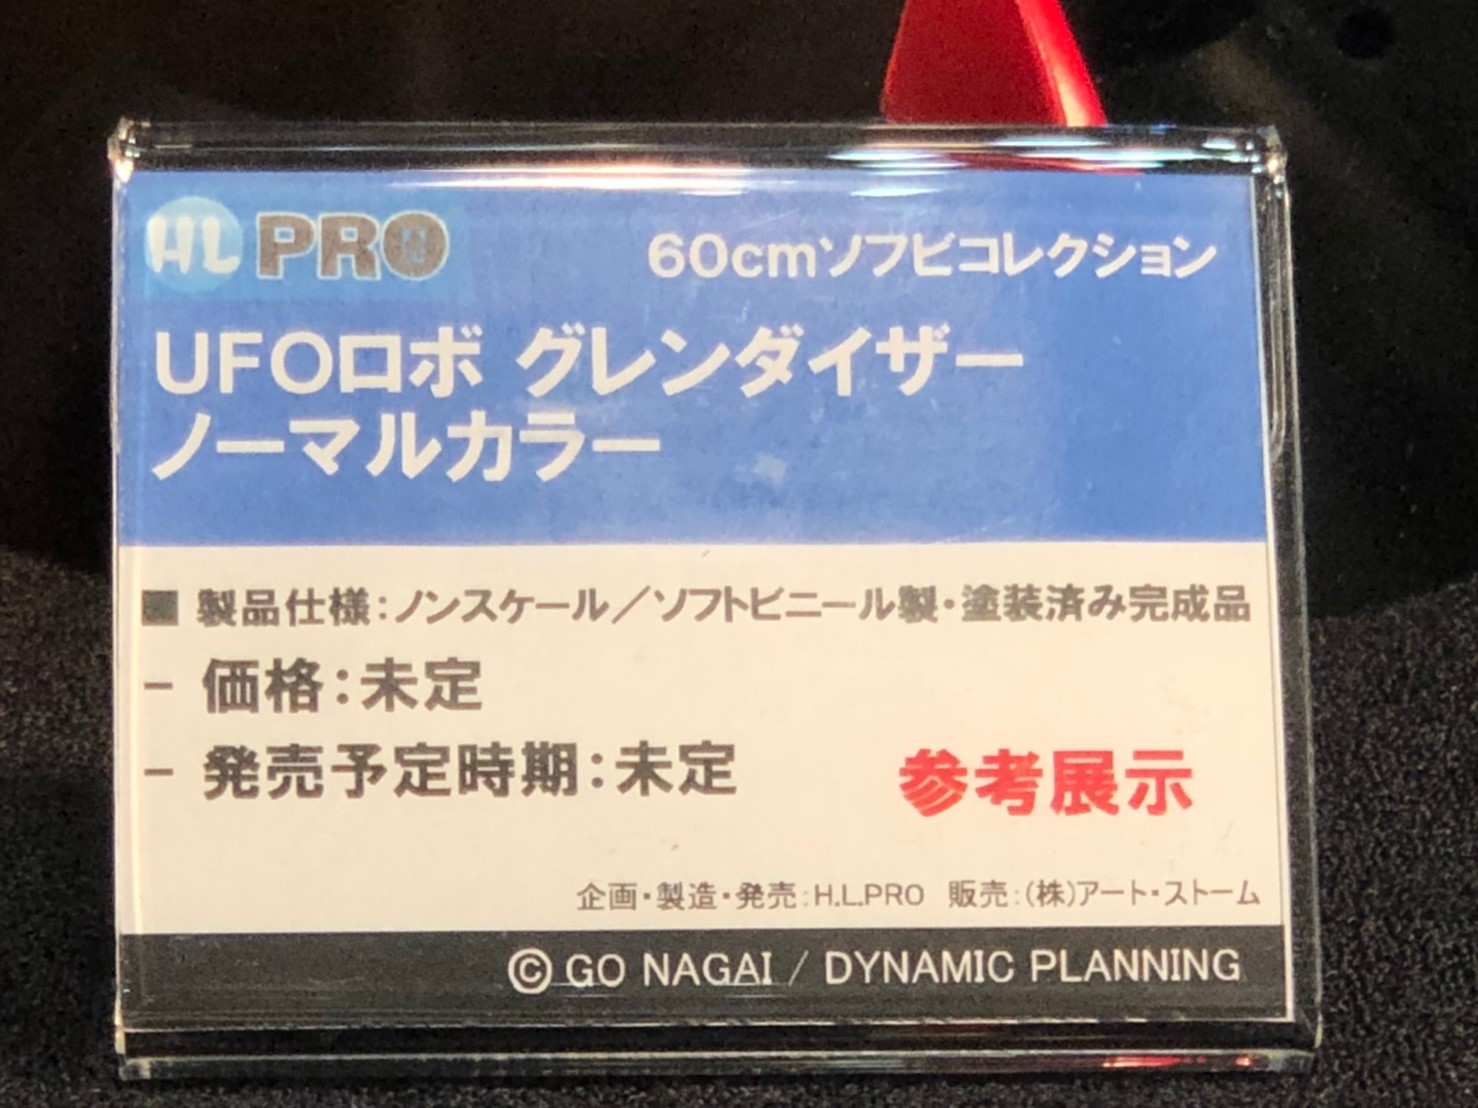 HL PRO
60cmソフビコレクション
UFOロボ グレンダイザー
ノーマルカラー
■ 製品仕様：ノンスケール／ソフトビニール製・塗装済み完成品
− 価格：未定
− 発売予定時期：未定
参考展示
企画・製造・発売：H.L.PRO 販売：(株)アート・ストーム
© GO NAGAI / DYNAMIC PLANNING